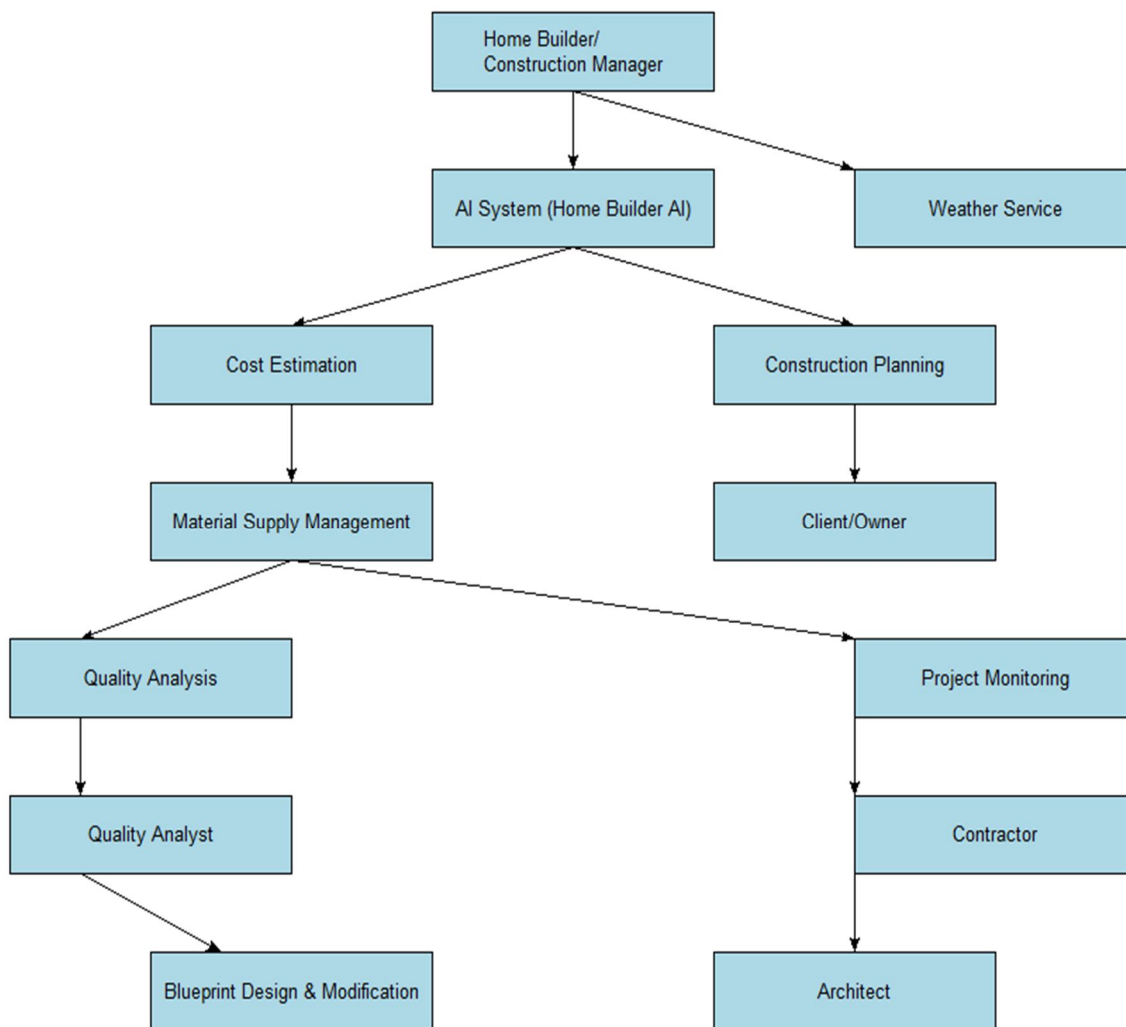 Home Builder/
Construction Manager
AI System (Home Builder AI)
Weather Service
Cost Estimation
Construction Planning
Material Supply Management
Client/Owner
Quality Analysis
Project Monitoring
Quality Analyst
Contractor
Blueprint Design & Modification
Architect